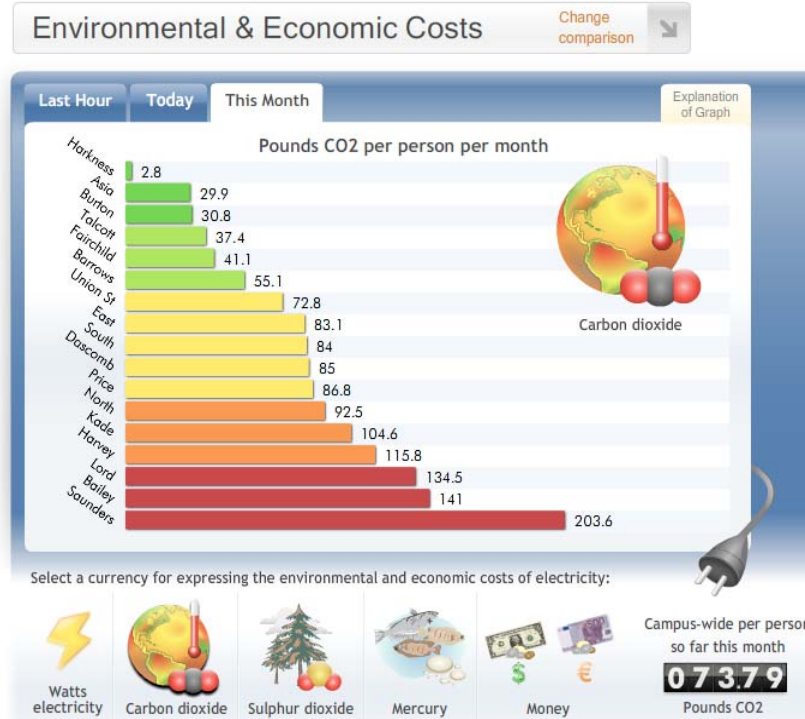 Environmental & Economic Costs
Change
comparison
Last Hour
Today
This Month
Explanation
of Graph
Pounds CO2 per person per month
Harkness 2.8
Asia 29.9
Burton 30.8
Talcott 37.4
Fairchild 41.1
Barrows 55.1
Union St 72.8
East 83.1
South 84
Dascomb 85
Price 86.8
North 92.5
Kade 104.6
Harvey 115.8
Lord 134.5
Bailey 141
Saunders 203.6
Carbon dioxide
Select a currency for expressing the environmental and economic costs of electricity:
Watts
electricity
Carbon dioxide
Sulphur dioxide
Mercury
$ €
Money
Campus-wide per person
so far this month
073.79
Pounds CO2